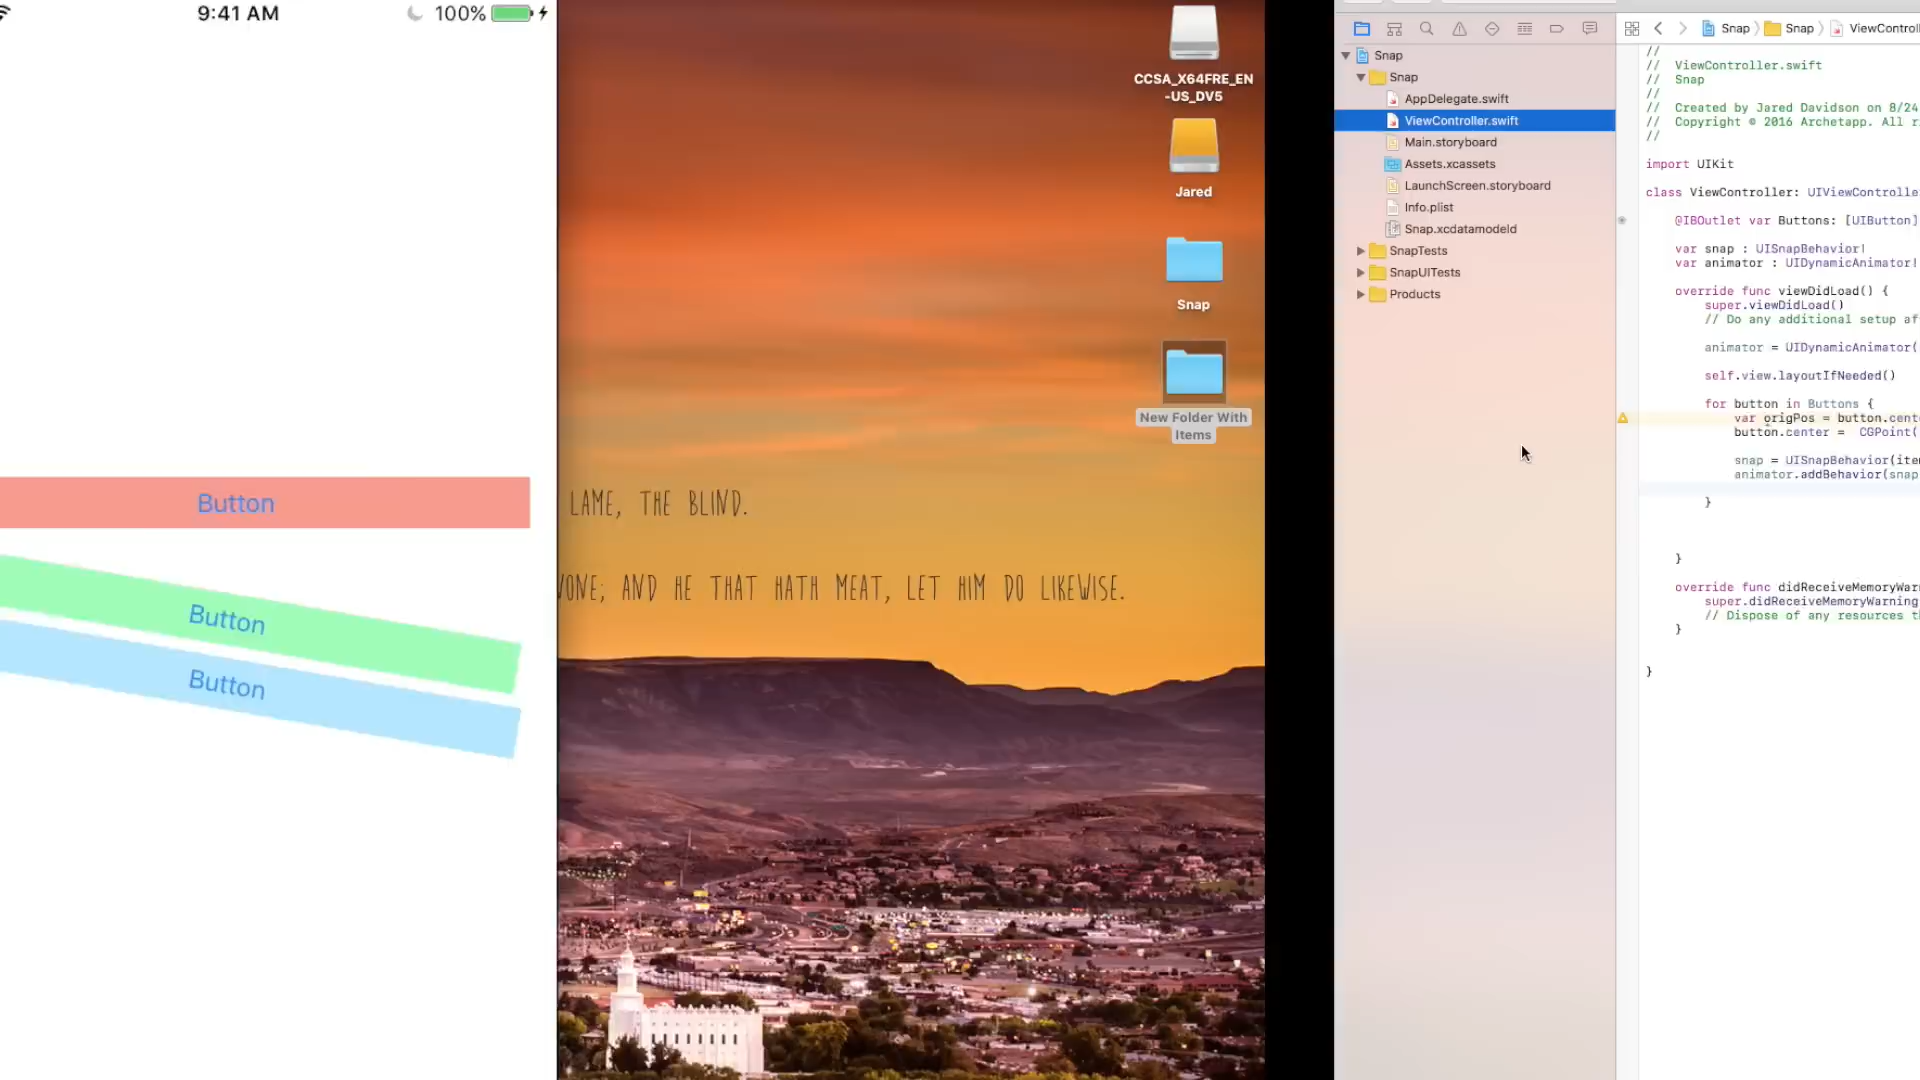 9:41 AM
100%
Button
Button
Button
LAME, THE BLIND.
YONE; AND HE THAT HATH MEAT, LET HIM DO LIKEWISE.
CCSA_X64FRE_EN
-US_DV5
Jared
Snap
New Folder With
Items
Snap
Snap
AppDelegate.swift
ViewController.swift
Main.storyboard
Assets.xcassets
LaunchScreen.storyboard
Info.plist
Snap.xcdatamodeld
SnapTests
SnapUITests
Products
Snap
Snap
ViewControl
//
// ViewController.swift
// Snap
//
// Created by Jared Davidson on 8/24
// Copyright © 2016 Archetapp. All r
//
import UIKit
class ViewController: UIViewControlle
@IBOutlet var Buttons: [UIButton]
var snap : UISnapBehavior!
var animator : UIDynamicAnimator!
override func viewDidLoad() {
super.viewDidLoad()
// Do any additional setup af
animator = UIDynamicAnimator(
self.view.layoutIfNeeded()
for button in Buttons {
var origPos = button.cent
button.center = CGPoint(
snap = UISnapBehavior(ite
animator.addBehavior(snap
}
}
override func didReceiveMemoryWar
super.didReceiveMemoryWarning
// Dispose of any resources t
}
}